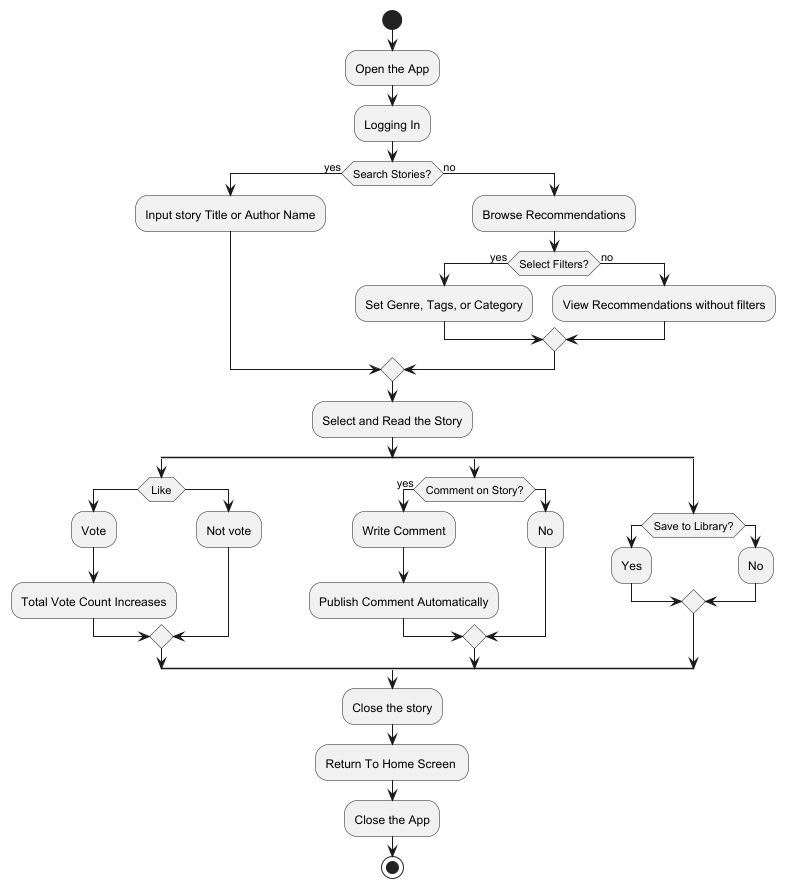 Open the App
Logging In
yes
Search Stories?
no
Input story Title or Author Name
Browse Recommendations
yes
Select Filters?
no
Set Genre, Tags, or Category
View Recommendations without filters
Select and Read the Story
Like
Vote
Not vote
Total Vote Count Increases
yes
Comment on Story?
Write Comment
No
Publish Comment Automatically
Save to Library?
Yes
No
Close the story
Return To Home Screen
Close the App